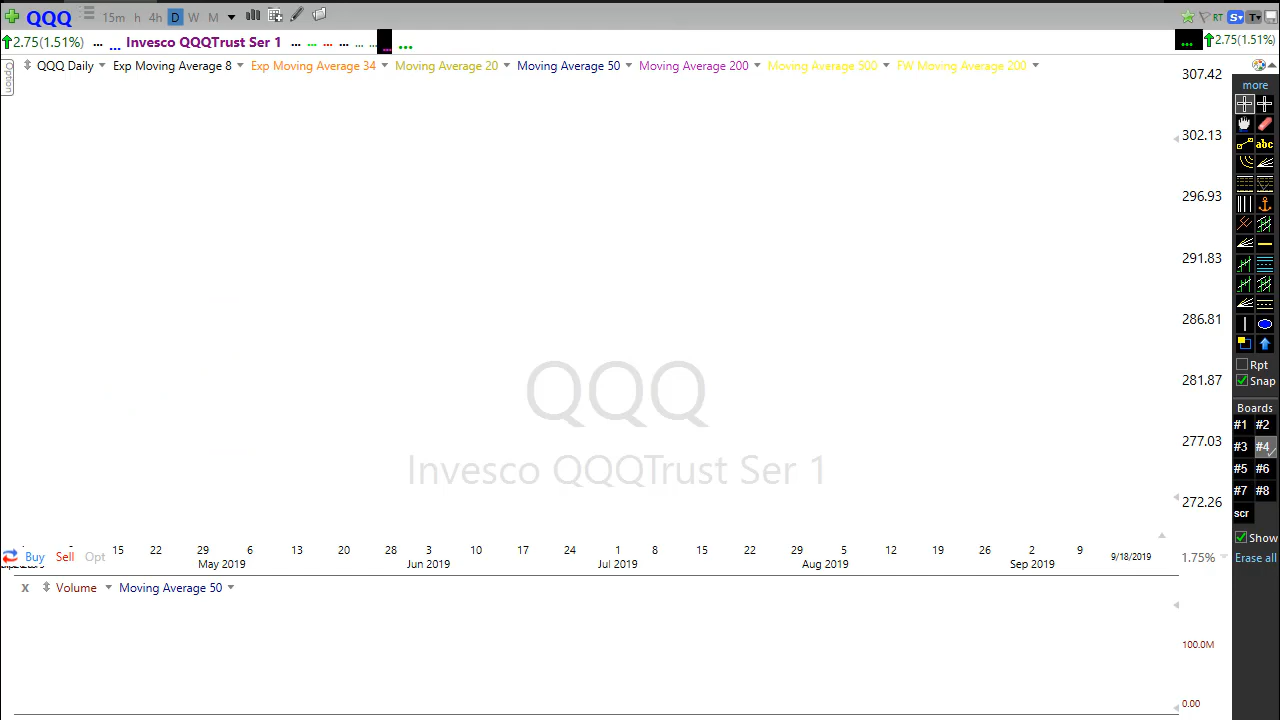 QQQ 15m h 4h D W M RT S T
2.75(1.51%) ... ... Invesco QQQTrust Ser 1 ... ... ... ... ... ... ... ... ... 2.75(1.51%)
Option
QQQ Daily Exp Moving Average 8 Exp Moving Average 34 Moving Average 20 Moving Average 50 Moving Average 200 Moving Average 500 FW Moving Average 200
307.42
302.13
296.93
291.83
286.81
281.87
277.03
272.26
QQQ
Invesco QQQTrust Ser 1
15 22 29 6 13 20 28 3 10 17 24 1 8 15 22 29 5 12 19 26 2 9
Buy Sell Opt May 2019 Jun 2019 Jul 2019 Aug 2019 Sep 2019 9/18/2019 1.75%
x Volume Moving Average 50
100.0M
0.00
more
abc
Rpt
Snap
Boards
#1 #2
#3 #4
#5 #6
#7 #8
scr
Show
Erase all